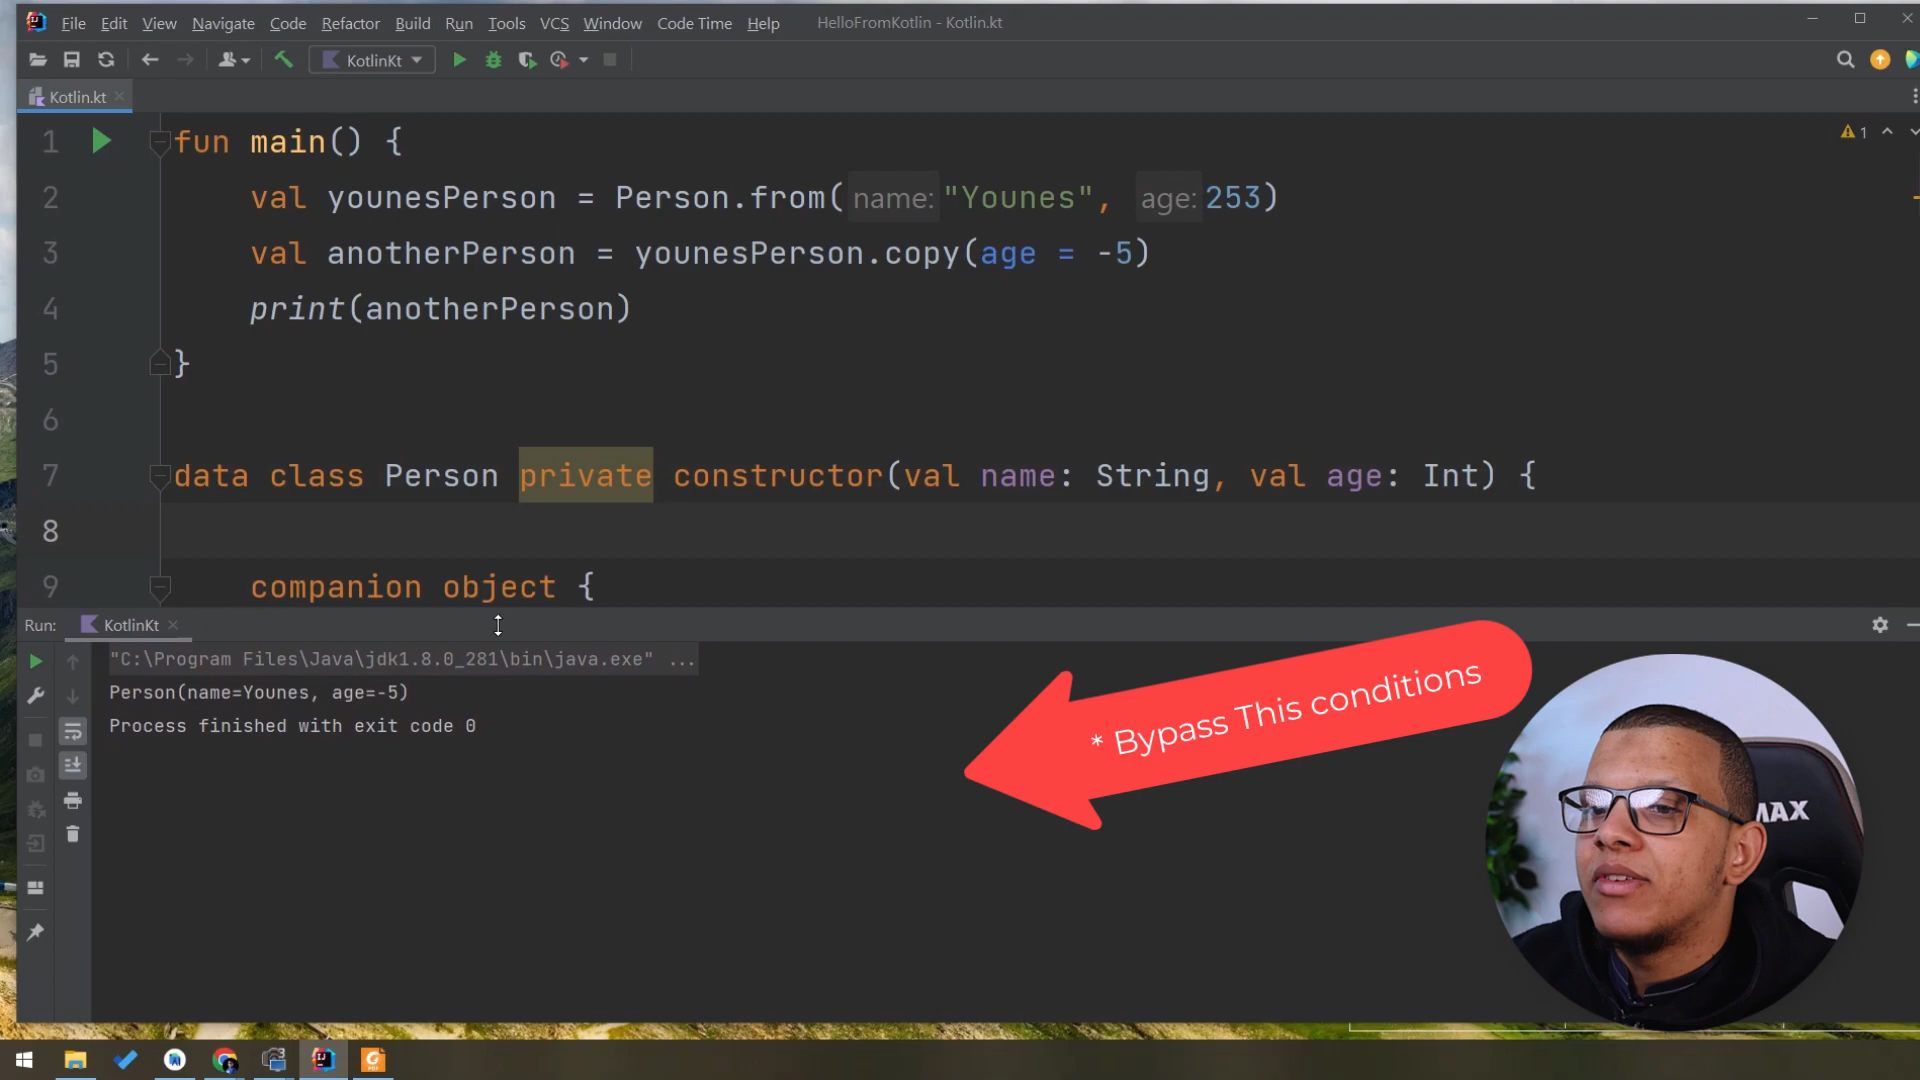 File Edit View Navigate Code Refactor Build Run Tools VCS Window Code Time Help HelloFromKotlin - Kotlin.kt
KotlinKt
Kotlin.kt
1 fun main() {
1
2 val younesPerson = Person.from( name: "Younes", age: 253)
3 val anotherPerson = younesPerson.copy(age = -5)
4 print(anotherPerson)
5 }
6
7 data class Person private constructor(val name: String, val age: Int) {
8
9 companion object {
Run: KotlinKt
"C:\Program Files\Java\jdk1.8.0_281\bin\java.exe" ...
Person(name=Younes, age=-5)
Process finished with exit code 0
* Bypass This conditions
MAX